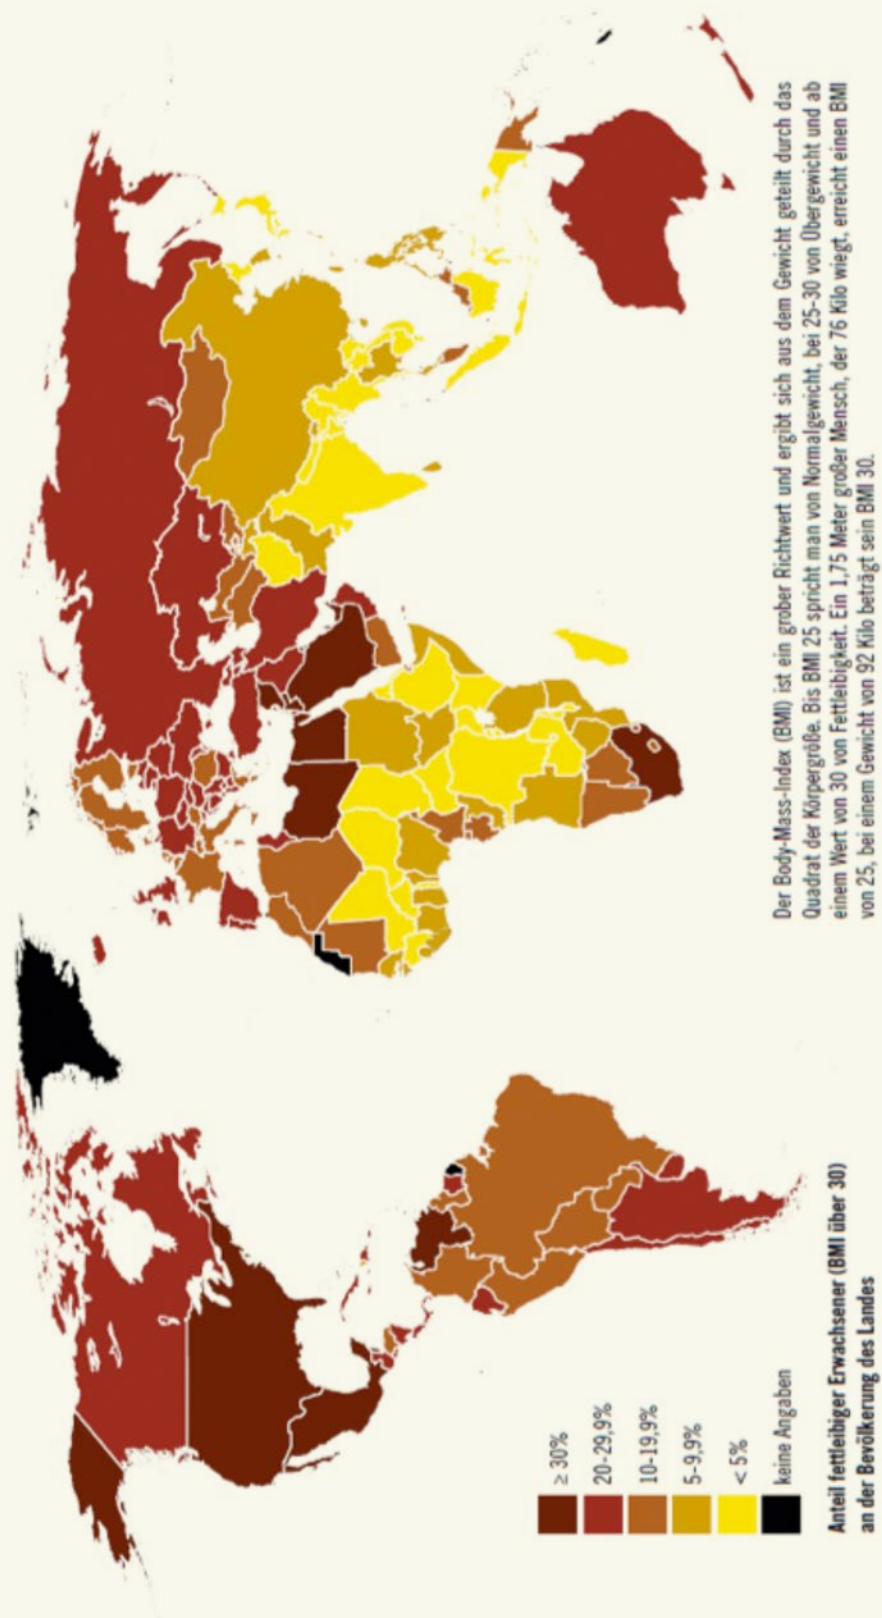 ≥ 30%
20-29,9%
10-19,9%
5-9,9%
< 5%
keine Angaben
Anteil fettleibiger Erwachsener (BMI über 30)
an der Bevölkerung des Landes
Der Body-Mass-Index (BMI) ist ein grober Richtwert und ergibt sich aus dem Gewicht geteilt durch das
Quadrat der Körpergröße. Bis BMI 25 spricht man von Normalgewicht, bei 25-30 von Übergewicht und ab
einem Wert von 30 von Fettleibigkeit. Ein 1,75 Meter großer Mensch, der 76 Kilo wiegt, erreicht einen BMI
von 25, bei einem Gewicht von 92 Kilo beträgt sein BMI 30.